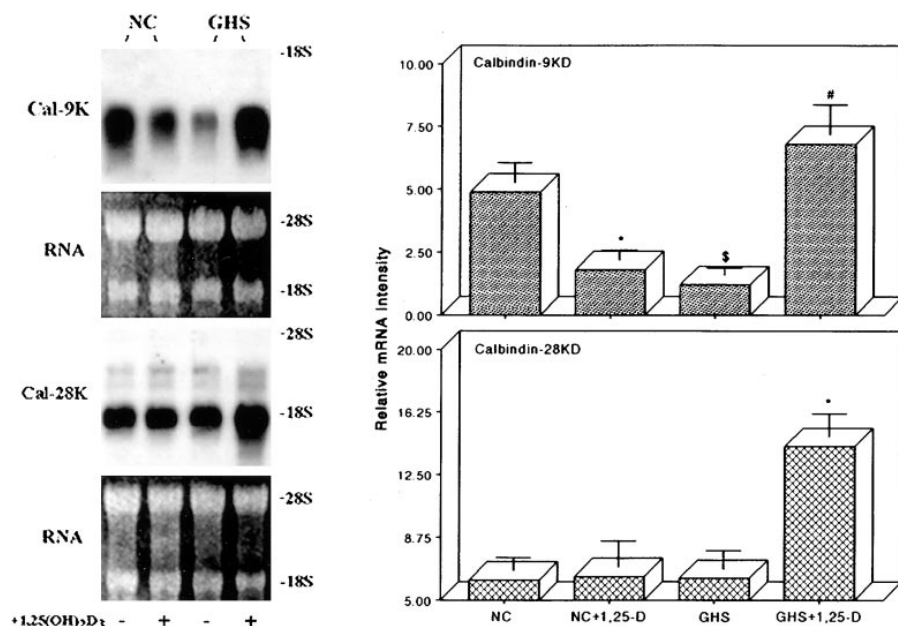 NC GHS
-18S
Cal-9K
-28S
RNA
-18S
-28S
Cal-28K
-18S
-28S
RNA
-18S
+1,25(OH)₂D₃ - + - +
Relative mRNA Intensity
Calbindin-9KD
10.00
7.50
5.00
2.50
0.00
* $ #
Calbindin-28KD
20.00
16.25
12.50
8.75
5.00
*
NC NC+1,25-D GHS GHS+1,25-D